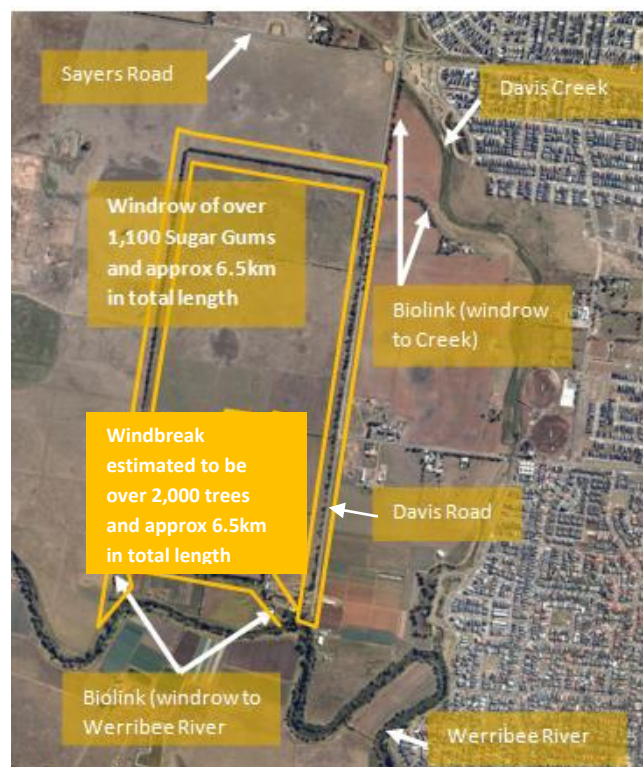 Sayers Road
Davis Creek
Windrow of over
1,100 Sugar Gums
and approx 6.5km
in total length
Biolink (windrow
to Creek)
Windbreak
estimated to be
over 2,000 trees
and approx 6.5km
in total length
Davis Road
Biolink (windrow to
Werribee River
Werribee River